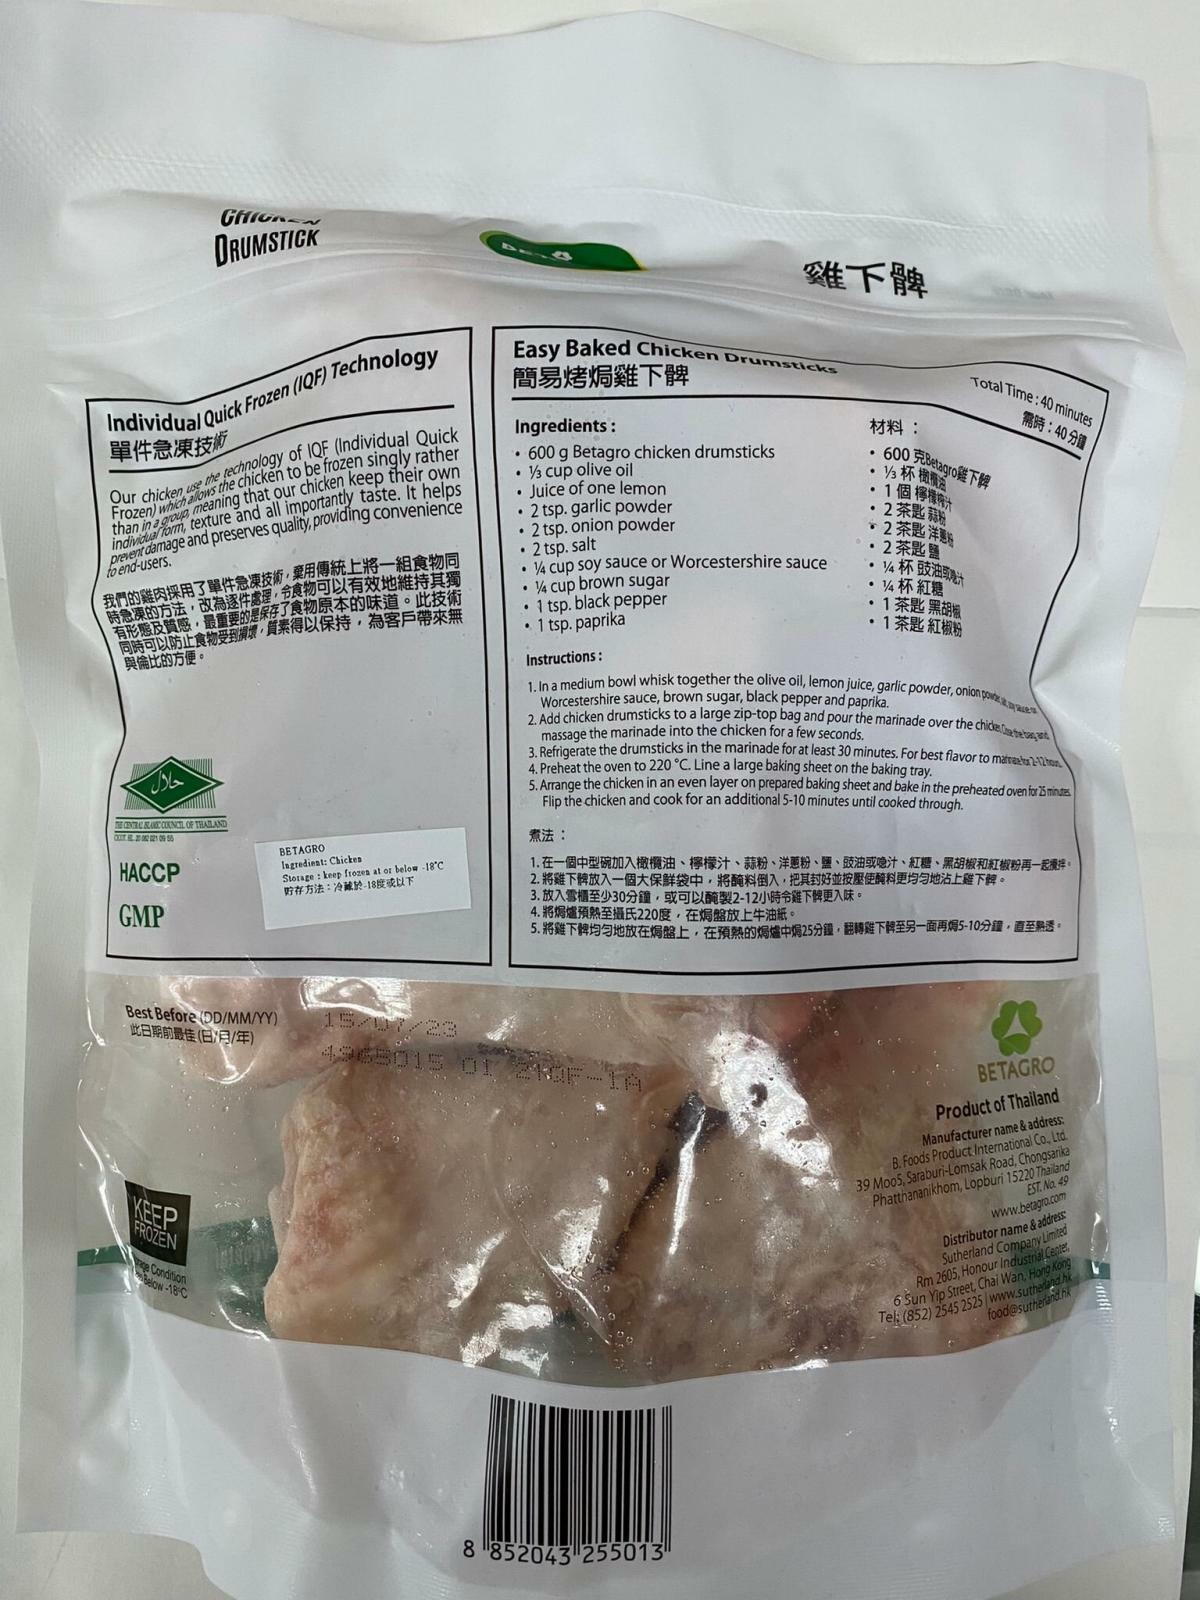 CHICKEN
DRUMSTICK
雞下髀
Individual Quick Frozen (IQF) Technology
單件急凍技術
Our chicken use the technology of IQF (Individual Quick
Frozen) which allows the chicken to be frozen singly rather
than in a group, meaning that our chicken keep their own
individual form, texture and all importantly taste. It helps
prevent damage and preserves quality, providing convenience
to end-users.
我們的雞肉採用了單件急凍技術，棄用傳統上將一組食物同
時急凍的方法，改為逐件處理，令食物可以有效地維持其獨
有形態及質感，最重要的是保存了食物原本的味道。此技術
同時可以防止食物受到損壞，質素得以保持，為客戶帶來無
與倫比的方便。
حلال
THE CENTRAL ISLAMIC COUNCIL OF THAILAND
HACCP
GMP
BETAGRO
Ingredient: Chicken
Storage : keep frozen at or below -18°C
貯存方法：冷藏於-18度或以下
Easy Baked Chicken Drumsticks
簡易烤焗雞下髀
Total Time : 40 minutes
需時：40分鐘
Ingredients :
• 600 g Betagro chicken drumsticks
• ⅓ cup olive oil
• Juice of one lemon
• 2 tsp. garlic powder
• 2 tsp. onion powder
• 2 tsp. salt
• ¼ cup soy sauce or Worcestershire sauce
• ¼ cup brown sugar
• 1 tsp. black pepper
• 1 tsp. paprika
材料：
• 600 克Betagro雞下髀
• ⅓ 杯 橄欖油
• 1 個 檸檬榨汁
• 2 茶匙 蒜粉
• 2 茶匙 洋蔥粉
• 2 茶匙 鹽
• ¼ 杯 豉油或喼汁
• ¼ 杯 紅糖
• 1 茶匙 黑胡椒
• 1 茶匙 紅椒粉
Instructions :
1. In a medium bowl whisk together the olive oil, lemon juice, garlic powder, onion powder, salt, soy sauce or
Worcestershire sauce, brown sugar, black pepper and paprika.
2. Add chicken drumsticks to a large zip-top bag and pour the marinade over the chicken. Close the bag and
massage the marinade into the chicken for a few seconds.
3. Refrigerate the drumsticks in the marinade for at least 30 minutes. For best flavor to marinate for 2-12 hours.
4. Preheat the oven to 220 °C. Line a large baking sheet on the baking tray.
5. Arrange the chicken in an even layer on prepared baking sheet and bake in the preheated oven for 25 minutes.
Flip the chicken and cook for an additional 5-10 minutes until cooked through.
煮法：
1. 在一個中型碗加入橄欖油、檸檬汁、蒜粉、洋蔥粉、鹽、豉油或喼汁、紅糖、黑胡椒和紅椒粉再一起攪拌。
2. 將雞下髀放入一個大保鮮袋中，將醃料倒入，把其封好並按壓使醃料更均勻地沾上雞下髀。
3. 放入雪櫃至少30分鐘，或可以醃製2-12小時令雞下髀更入味。
4. 將焗爐預熱至攝氏220度，在焗盤放上牛油紙。
5. 將雞下髀均勻地放在焗盤上，在預熱的焗爐中焗25分鐘，翻轉雞下髀至另一面再焗5-10分鐘，直至熟透。
Best Before (DD/MM/YY)
此日期前最佳 (日/月/年)
15/07/23
4968015 01 21QF-1A
KEEP
FROZEN
Condition
Below -18°C
BETAGRO
Product of Thailand
Manufacturer name & address:
B. Foods Product International Co., Ltd.
39 Moo5, Saraburi-Lomsak Road, Chongsarika
Phatthananikhom, Lopburi 15220 Thailand
EST. No. 49
www.betagro.com
Distributor name & address:
Sutherland Company Limited
Rm 2605, Honour Industrial Center,
6 Sun Yip Street, Chai Wan, Hong Kong
Tel: (852) 2545 2525 | www.sutherland.hk
food@sutherland.hk
8 852043 255013